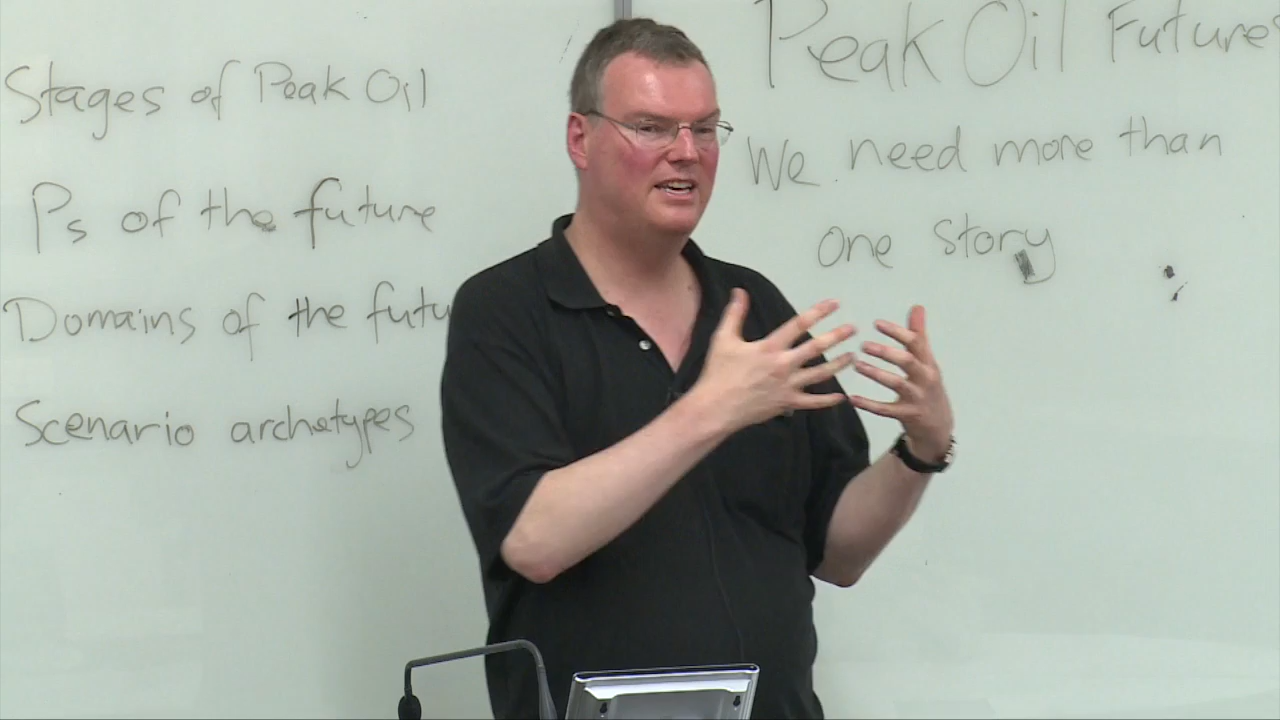 Stages of Peak Oil
Ps of the future
Domains of the futu
Scenario archetypes
Peak Oil Futures
We need more than
one story